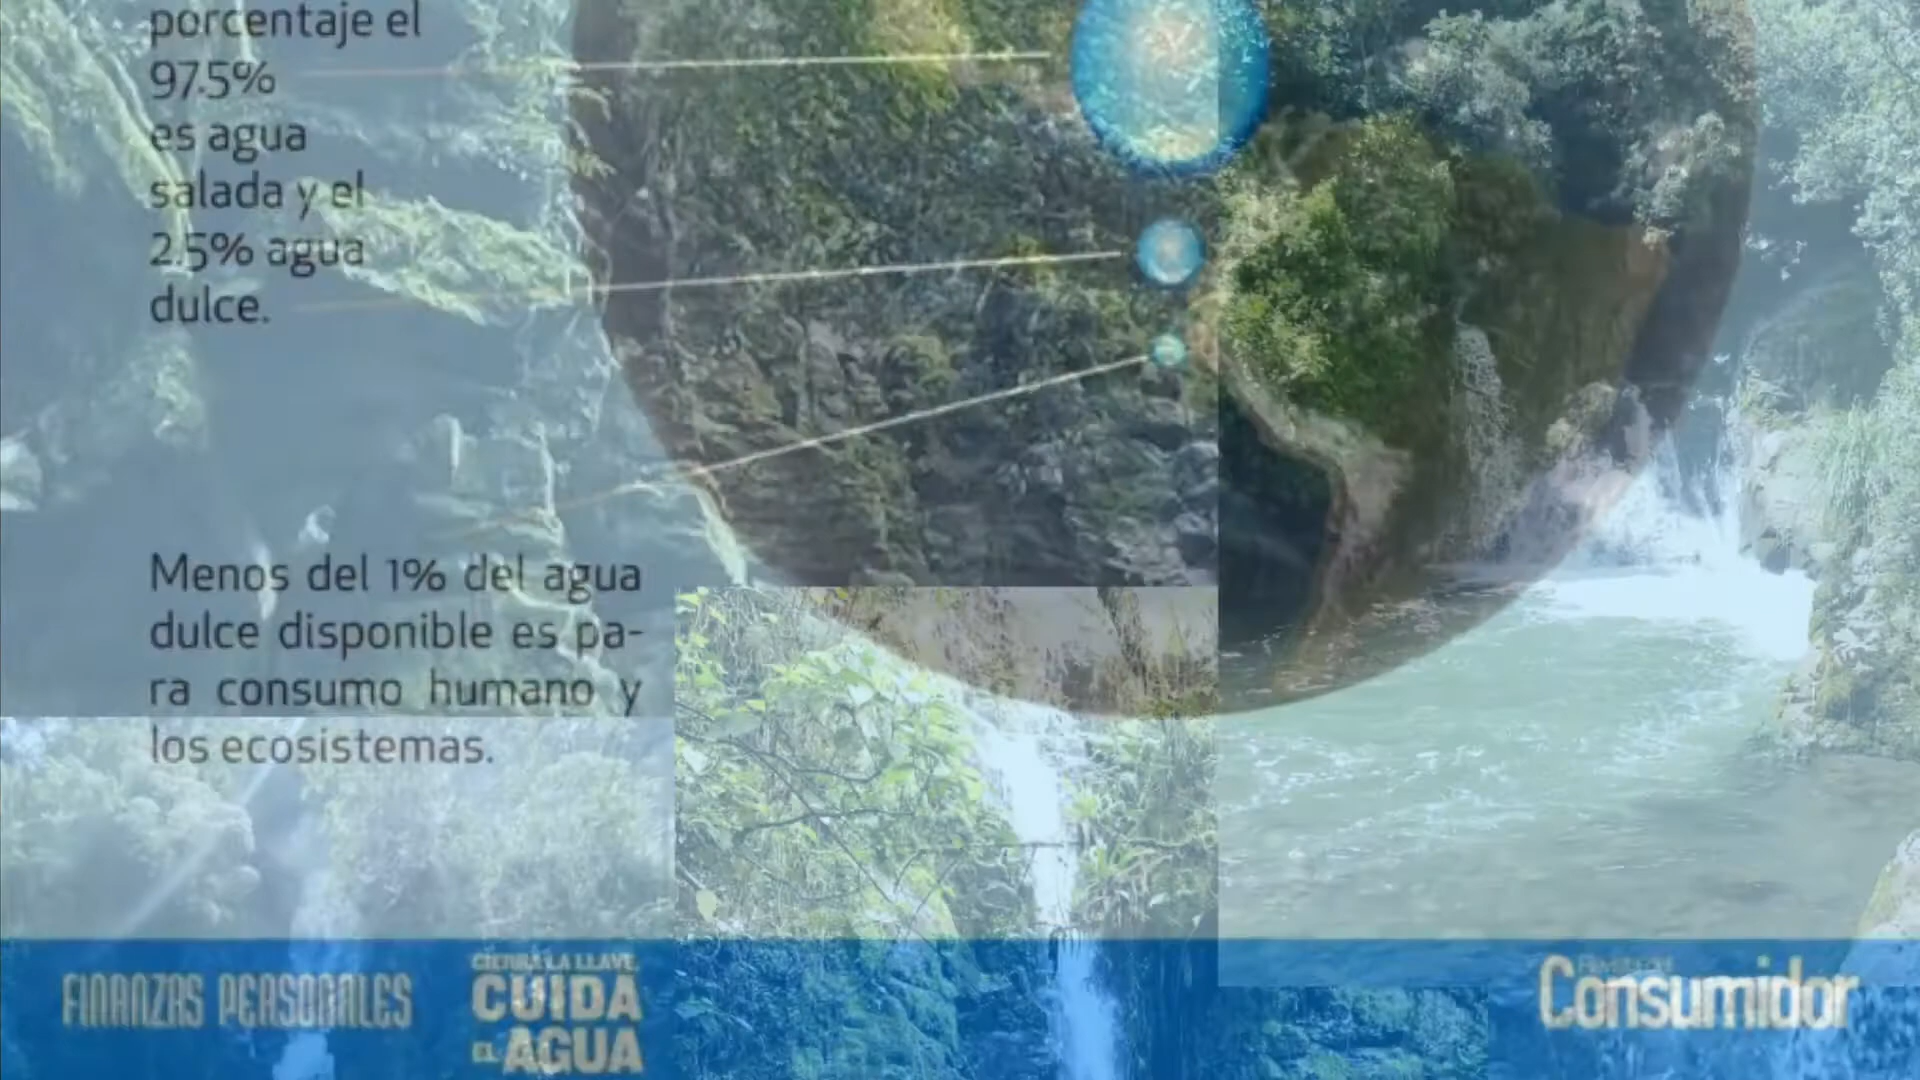 porcentaje el
97.5%
es agua
salada y el
2.5% agua
dulce.
Menos del 1% del agua
dulce disponible es pa-
ra consumo humano y
los ecosistemas.
FINANZAS PERSONALES
CIERRA LA LLAVE,
CUIDA
EL AGUA
Consumidor